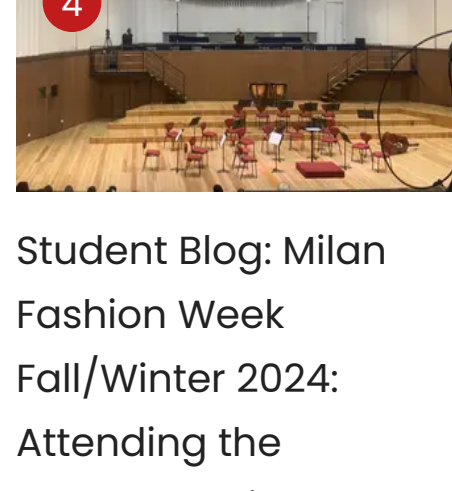 4
Student Blog: Milan
Fashion Week
Fall/Winter 2024:
Attending the